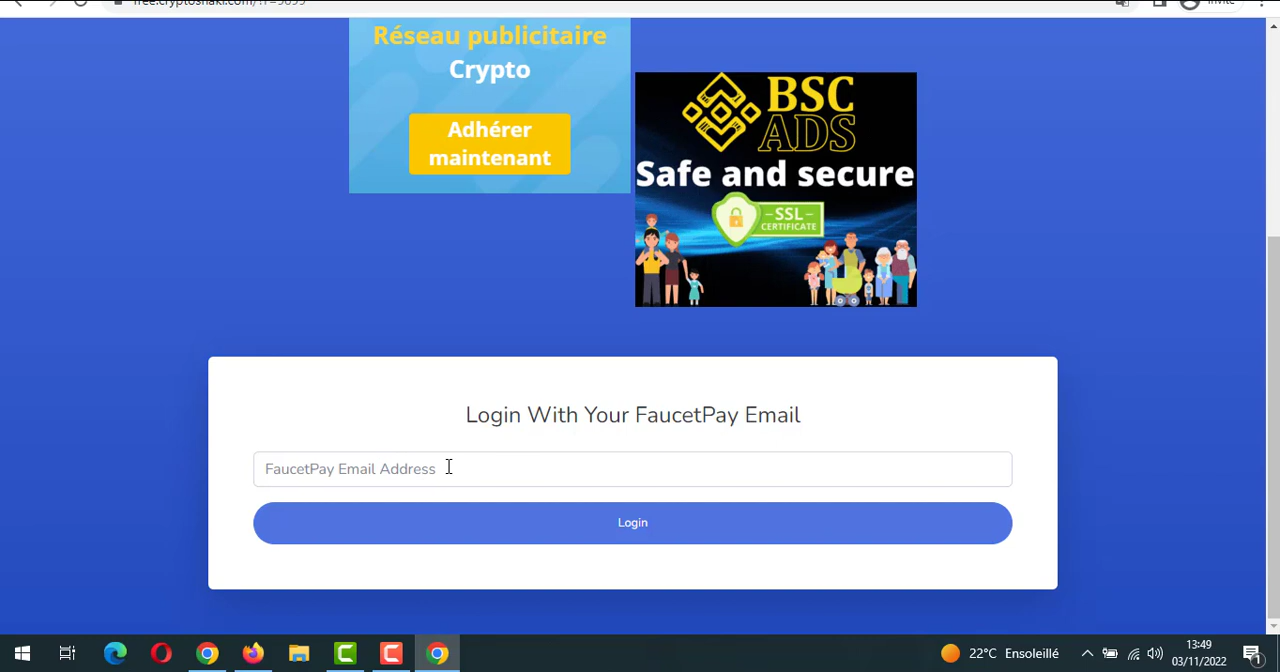 Réseau publicitaire
Crypto
Adhérer
maintenant
BSC
ADS
Safe and secure
SSL
CERTIFICATE
Login With Your FaucetPay Email
FaucetPay Email Address
Login
22°C Ensoleillé
13:49
03/11/2022
1